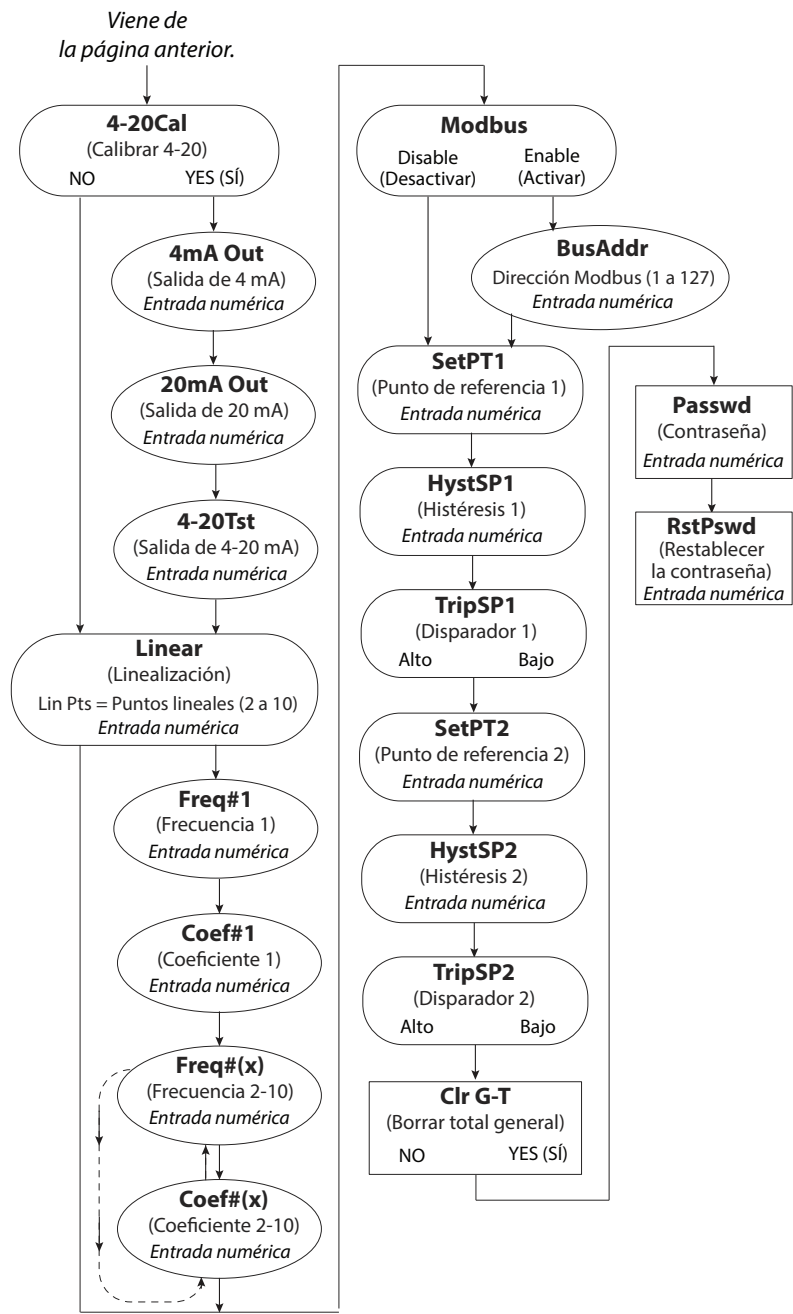 Viene de
la página anterior.
4-20Cal
(Calibrar 4-20)
NO YES (SÍ)
4mA Out
(Salida de 4 mA)
Entrada numérica
20mA Out
(Salida de 20 mA)
Entrada numérica
4-20Tst
(Salida de 4-20 mA)
Entrada numérica
Linear
(Linealización)
Lin Pts = Puntos lineales (2 a 10)
Entrada numérica
Freq#1
(Frecuencia 1)
Entrada numérica
Coef#1
(Coeficiente 1)
Entrada numérica
Freq#(x)
(Frecuencia 2-10)
Entrada numérica
Coef#(x)
(Coeficiente 2-10)
Entrada numérica
Modbus
Disable Enable
(Desactivar) (Activar)
BusAddr
Dirección Modbus (1 a 127)
Entrada numérica
SetPT1
(Punto de referencia 1)
Entrada numérica
HystSP1
(Histéresis 1)
Entrada numérica
TripSP1
(Disparador 1)
Alto Bajo
SetPT2
(Punto de referencia 2)
Entrada numérica
HystSP2
(Histéresis 2)
Entrada numérica
TripSP2
(Disparador 2)
Alto Bajo
Clr G-T
(Borrar total general)
NO YES (SÍ)
Passwd
(Contraseña)
Entrada numérica
RstPswd
(Restablecer
la contraseña)
Entrada numérica